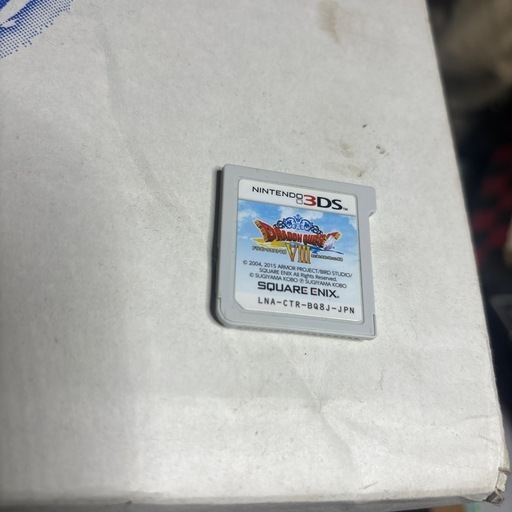 NINTENDO 3DS™
DRAGON QUEST
VIII
© 2004, 2015 ARMOR PROJECT/BIRD STUDIO/
SQUARE ENIX All Rights Reserved.
© SUGIYAMA KOBO ℗ SUGIYAMA KOBO
SQUARE ENIX
LNA-CTR-BQ8J-JPN